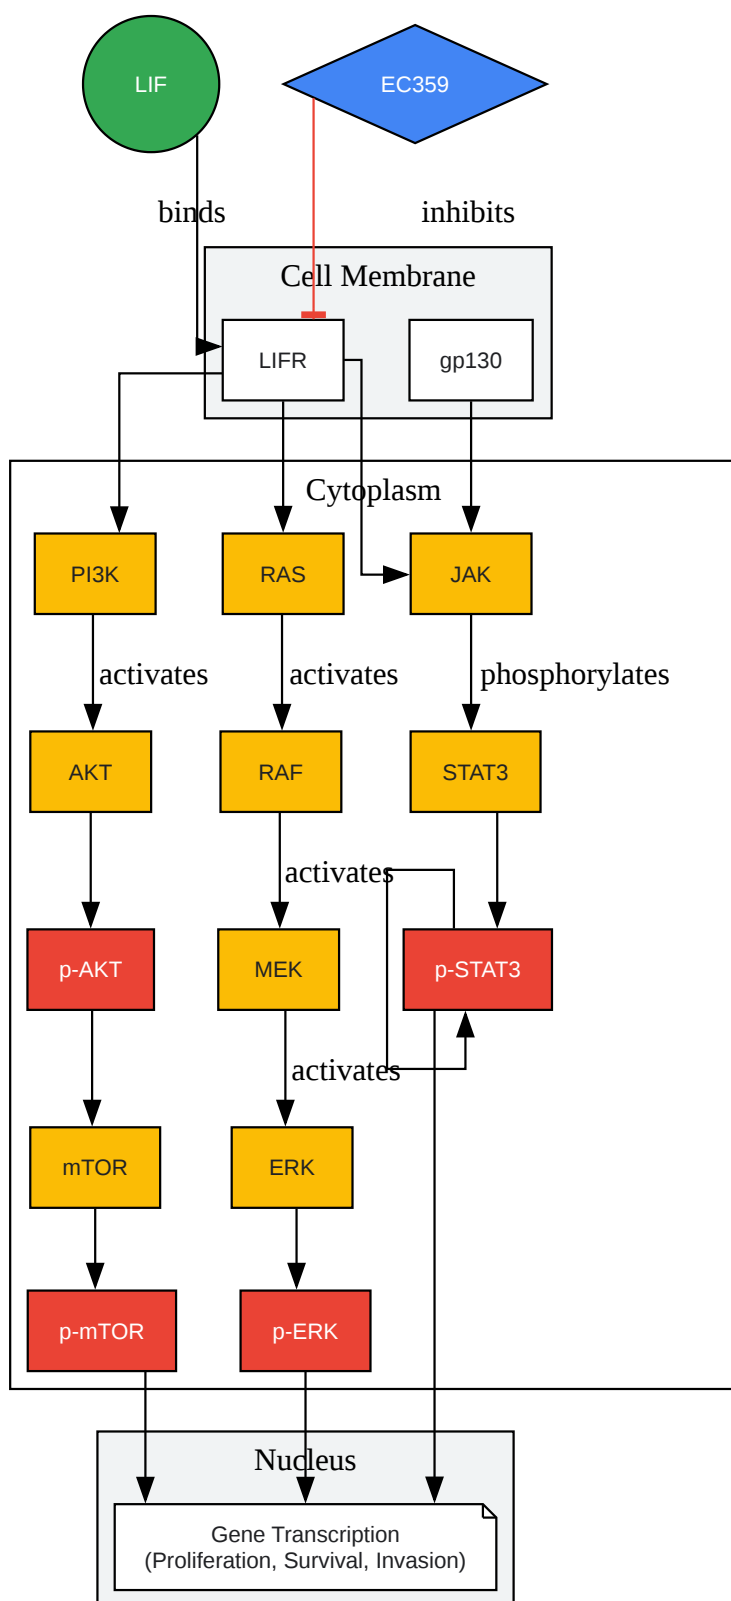 LIF
EC359
binds
inhibits
Cell Membrane
LIFR
gp130
Cytoplasm
PI3K
RAS
JAK
activates
activates
phosphorylates
AKT
RAF
STAT3
activates
p-AKT
MEK
p-STAT3
activates
mTOR
ERK
p-mTOR
p-ERK
Nucleus
Gene Transcription
(Proliferation, Survival, Invasion)